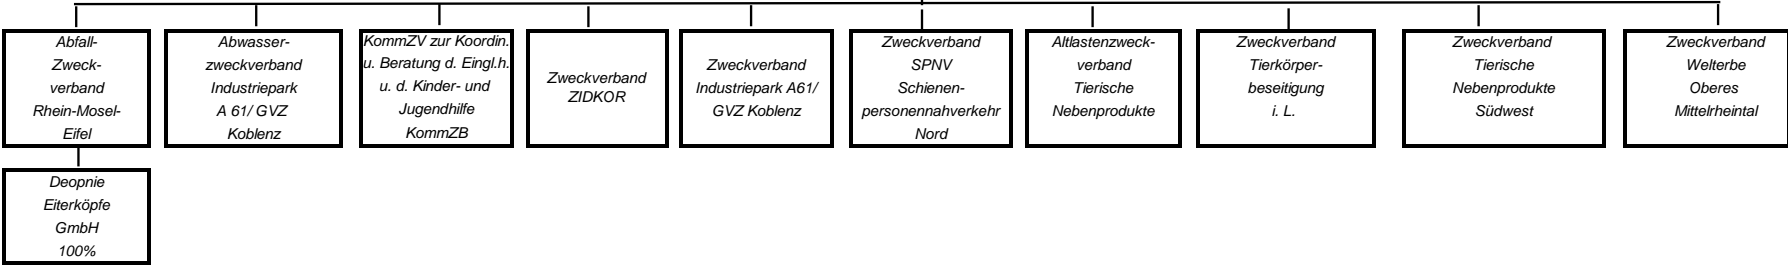 Abfall-
Zweck-
verband
Rhein-Mosel-
Eifel
Abwasser-
zweckverband
Industriepark
A 61/ GVZ
Koblenz
KommZV zur Koordin.
u. Beratung d. Eingl.h.
u. d. Kinder- und
Jugendhilfe
KommZB
Zweckverband
ZIDKOR
Zweckverband
Industriepark A61/
GVZ Koblenz
Zweckverband
SPNV
Schienen-
personennahverkehr
Nord
Altlastenzweck-
verband
Tierische
Nebenprodukte
Zweckverband
Tierkörper-
beseitigung
i. L.
Zweckverband
Tierische
Nebenprodukte
Südwest
Zweckverband
Welterbe
Oberes
Mittelrheintal
Deopnie
Eiterköpfe
GmbH
100%